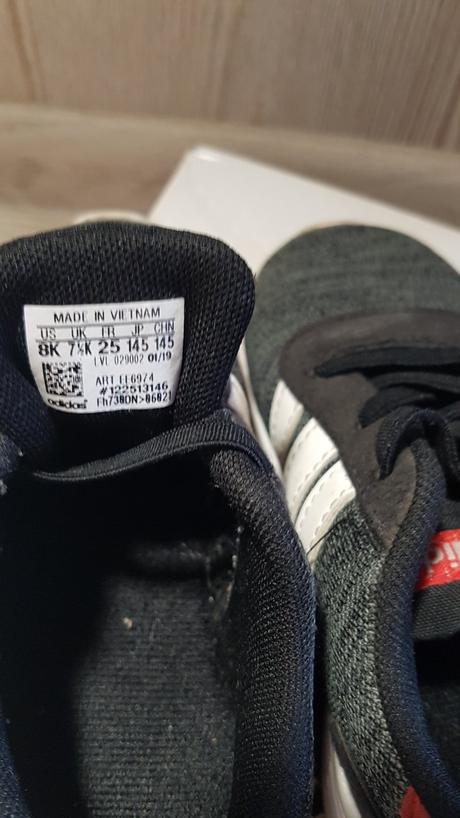 MADE IN VIETNAM
US UK FR JP CHN
8K 7½K 25 145 145
LVL 029002 01/19
ART EE6974
#122513146
adidas